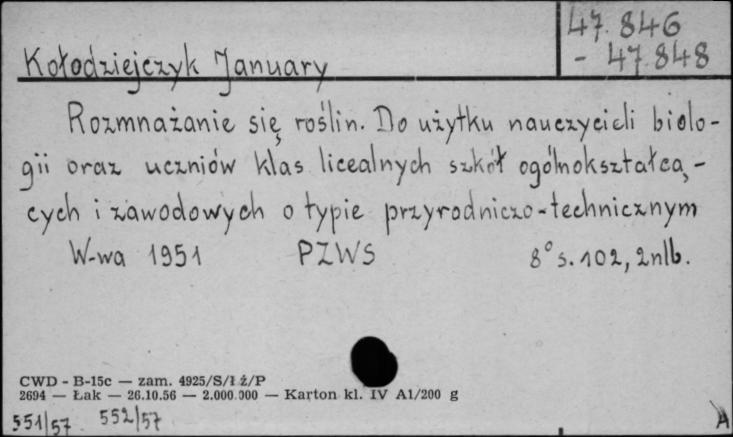 47.846
- 47.848
Kołodziejczyk January
Rozmnażanie się roślin. Do użytku nauczycieli biolo-
gii oraz uczniów klas licealnych szkół ogólnokształcą-
cych i zawodowych o typie przyrodniczo-technicznym
W-wa 1951 PZWS 8° s. 102, 2nlb.
CWD - B-15c — zam. 4925/S/ł ż/P
2694 — Łak — 26.10.56 — 2.000.000 — Karton kl. IV A1/200 g
551/57 552/57
A